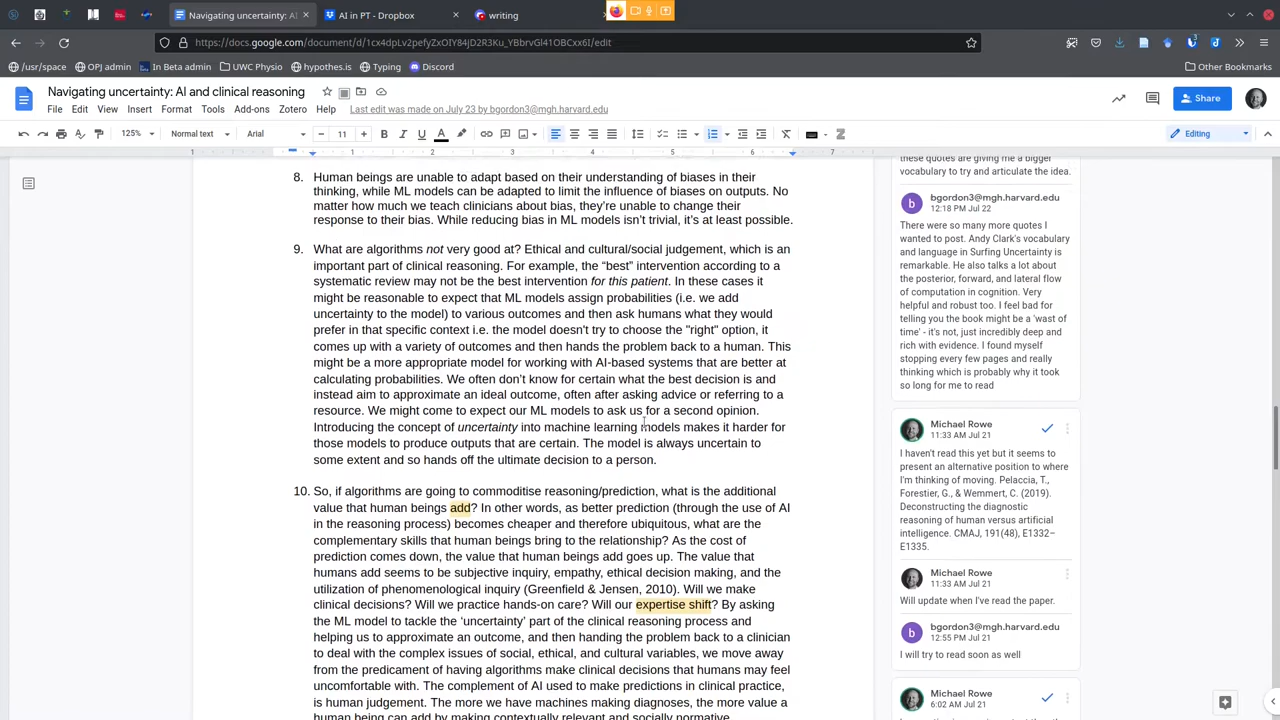 Navigating uncertainty: AI
AI in PT - Dropbox
writing
https://docs.google.com/document/d/1cx4dpLv2pefyZxOIY84jD2R3Ku_YBbrvGl41OBCxx6I/edit
/usr/space
OPJ admin
In Beta admin
UWC Physio
hypothes.is
Typing
Discord
Other Bookmarks
Navigating uncertainty: AI and clinical reasoning
File Edit View Insert Format Tools Add-ons Zotero Help Last edit was made on July 23 by bgordon3@mgh.harvard.edu
Share
125% Normal text Arial 11 B I U A Z Editing
1 1 2 3 4 5 6 7
8. Human beings are unable to adapt based on their understanding of biases in their
thinking, while ML models can be adapted to limit the influence of biases on outputs. No
matter how much we teach clinicians about bias, they're unable to change their
response to their bias. While reducing bias in ML models isn't trivial, it's at least possible.
9. What are algorithms not very good at? Ethical and cultural/social judgement, which is an
important part of clinical reasoning. For example, the “best” intervention according to a
systematic review may not be the best intervention for this patient. In these cases it
might be reasonable to expect that ML models assign probabilities (i.e. we add
uncertainty to the model) to various outcomes and then ask humans what they would
prefer in that specific context i.e. the model doesn't try to choose the "right" option, it
comes up with a variety of outcomes and then hands the problem back to a human. This
might be a more appropriate model for working with AI-based systems that are better at
calculating probabilities. We often don't know for certain what the best decision is and
instead aim to approximate an ideal outcome, often after asking advice or referring to a
resource. We might come to expect our ML models to ask us for a second opinion.
Introducing the concept of uncertainty into machine learning models makes it harder for
those models to produce outputs that are certain. The model is always uncertain to
some extent and so hands off the ultimate decision to a person.
10. So, if algorithms are going to commoditise reasoning/prediction, what is the additional
value that human beings add? In other words, as better prediction (through the use of AI
in the reasoning process) becomes cheaper and therefore ubiquitous, what are the
complementary skills that human beings bring to the relationship? As the cost of
prediction comes down, the value that human beings add goes up. The value that
humans add seems to be subjective inquiry, empathy, ethical decision making, and the
utilization of phenomenological inquiry (Greenfield & Jensen, 2010). Will we make
clinical decisions? Will we practice hands-on care? Will our expertise shift? By asking
the ML model to tackle the ‘uncertainty’ part of the clinical reasoning process and
helping us to approximate an outcome, and then handing the problem back to a clinician
to deal with the complex issues of social, ethical, and cultural variables, we move away
from the predicament of having algorithms make clinical decisions that humans may feel
uncomfortable with. The complement of AI used to make predictions in clinical practice,
is human judgement. The more we have machines making diagnoses, the more value a
human being can add by making contextually relevant and socially normative
these quotes are giving me a bigger
vocabulary to try and articulate the idea.
b
bgordon3@mgh.harvard.edu
12:18 PM Jul 22
There were so many more quotes I
wanted to post. Andy Clark's vocabulary
and language in Surfing Uncertainty is
remarkable. He also talks a lot about
the posterior, forward, and lateral flow
of computation in cognition. Very
helpful and robust too. I feel bad for
telling you the book might be a 'wast of
time' - it's not, just incredibly deep and
rich with evidence. I found myself
stopping every few pages and really
thinking which is probably why it took
so long for me to read
Michael Rowe
11:33 AM Jul 21
I haven't read this yet but it seems to
present an alternative position to where
I'm thinking of moving. Pelaccia, T.,
Forestier, G., & Wemmert, C. (2019).
Deconstructing the diagnostic
reasoning of human versus artificial
intelligence. CMAJ, 191(48), E1332–
E1335.
Michael Rowe
11:33 AM Jul 21
Will update when I've read the paper.
b
bgordon3@mgh.harvard.edu
12:55 PM Jul 21
I will try to read soon as well
Michael Rowe
6:02 AM Jul 21